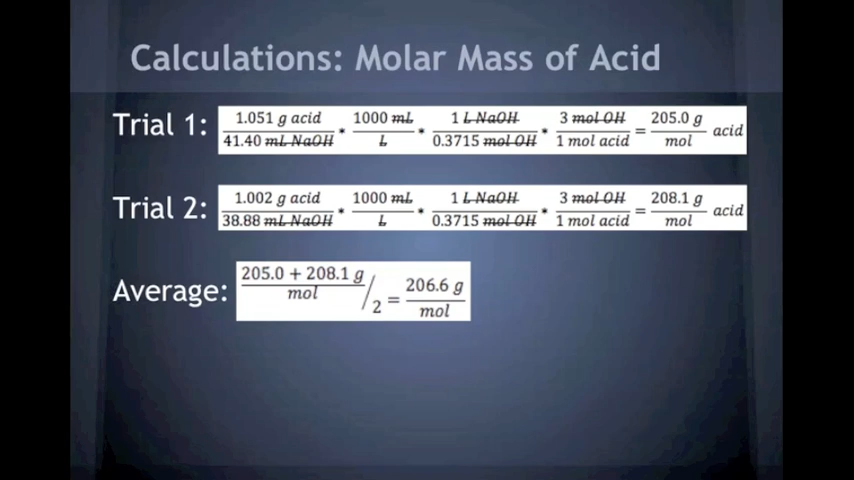 Calculations: Molar Mass of Acid
Trial 1: 1.051 g acid / 41.40 mL NaOH * 1000 mL / L * 1 L NaOH / 0.3715 mol OH * 3 mol OH / 1 mol acid = 205.0 g / mol acid
Trial 2: 1.002 g acid / 38.88 mL NaOH * 1000 mL / L * 1 L NaOH / 0.3715 mol OH * 3 mol OH / 1 mol acid = 208.1 g / mol acid
Average: 205.0 + 208.1 g / mol / 2 = 206.6 g / mol